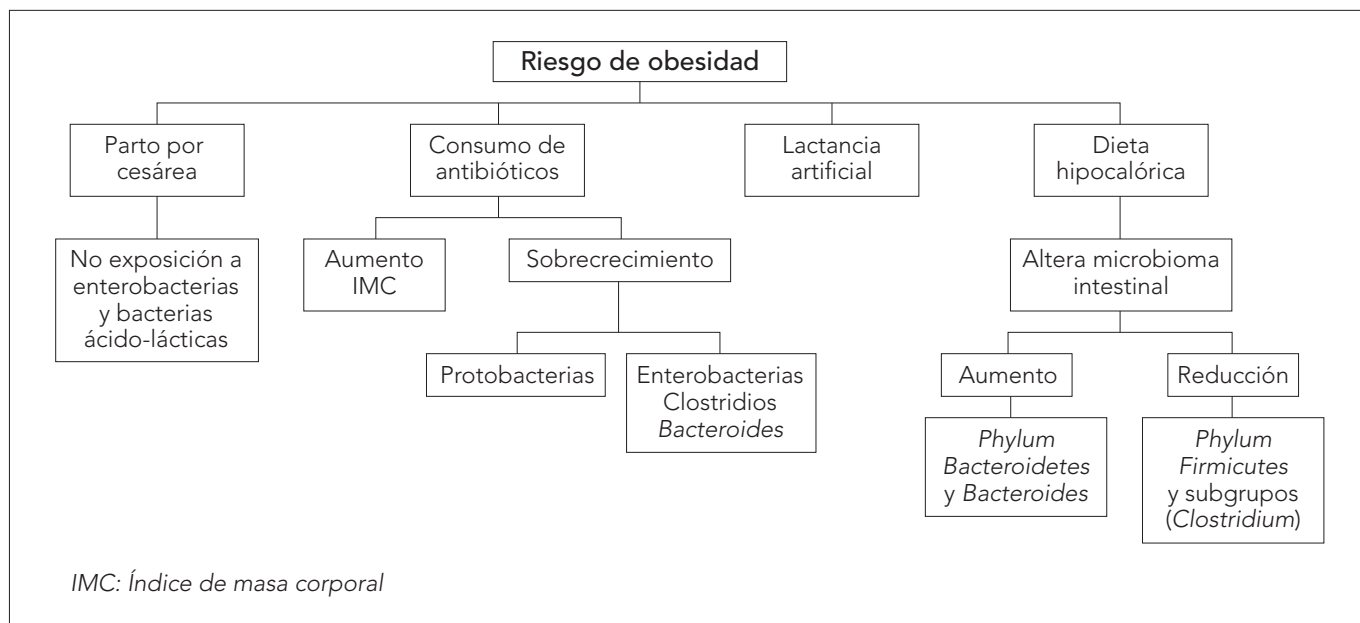 Riesgo de obesidad
Parto por
cesárea
Consumo de
antibióticos
Lactancia
artificial
Dieta
hipocalórica
No exposición a
enterobacterias
y bacterias
ácido-lácticas
Aumento
IMC
Sobrecrecimiento
Altera microbioma
intestinal
Protobacterias
Enterobacterias
Clostridios
Bacteroides
Aumento
Reducción
Phylum
Bacteroidetes
y Bacteroides
Phylum
Firmicutes
y subgrupos
(Clostridium)
IMC: Índice de masa corporal